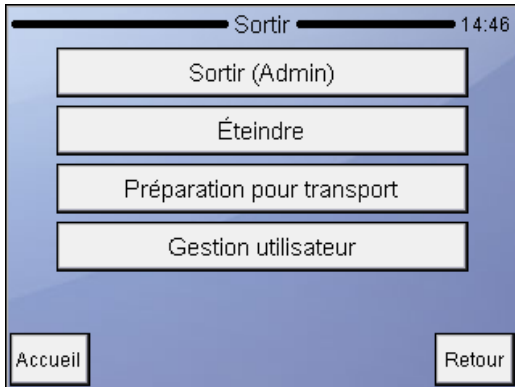 Sortir 14:46
Sortir (Admin)
Éteindre
Préparation pour transport
Gestion utilisateur
Accueil Retour